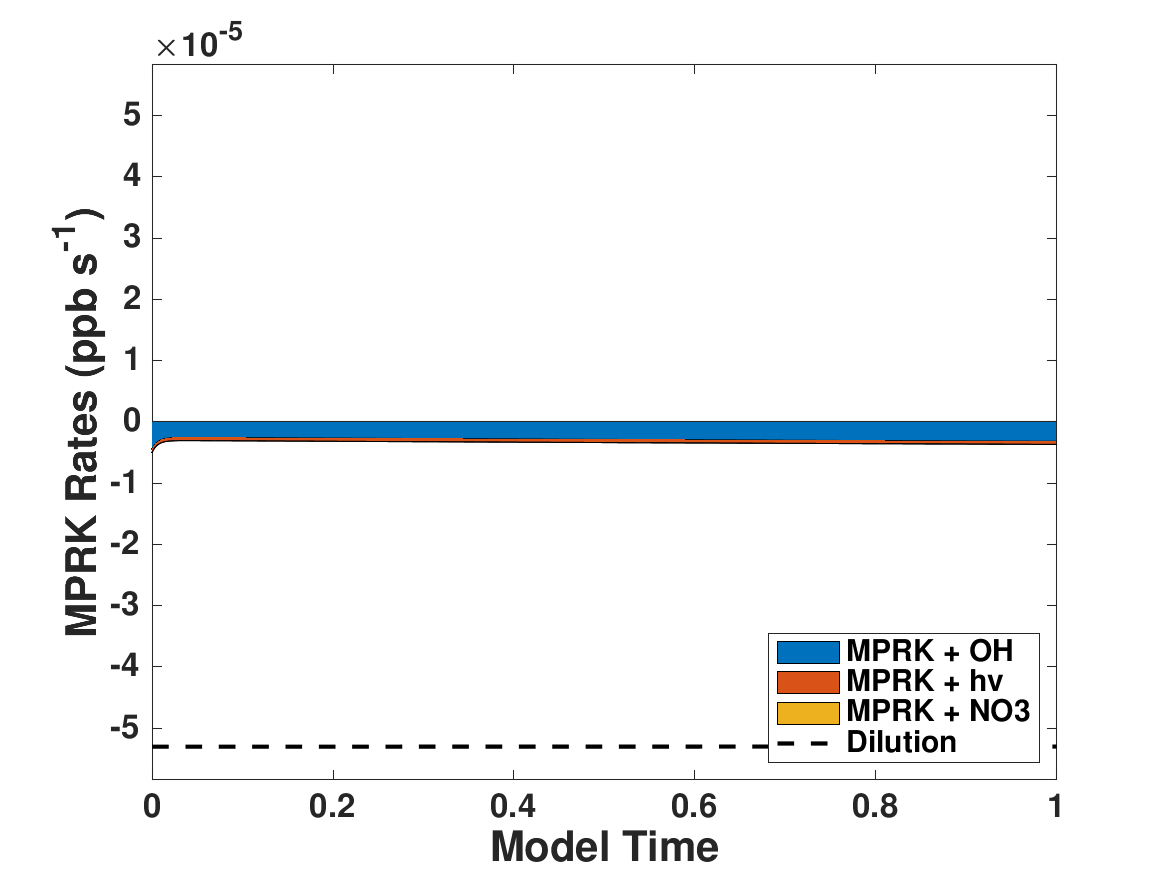 ×10-5
5
4
3
2
1
0
-1
-2
-3
-4
-5
MPRK Rates (ppb s-1)
MPRK + OH
MPRK + hv
MPRK + NO3
Dilution
0 0.2 0.4 0.6 0.8 1
Model Time